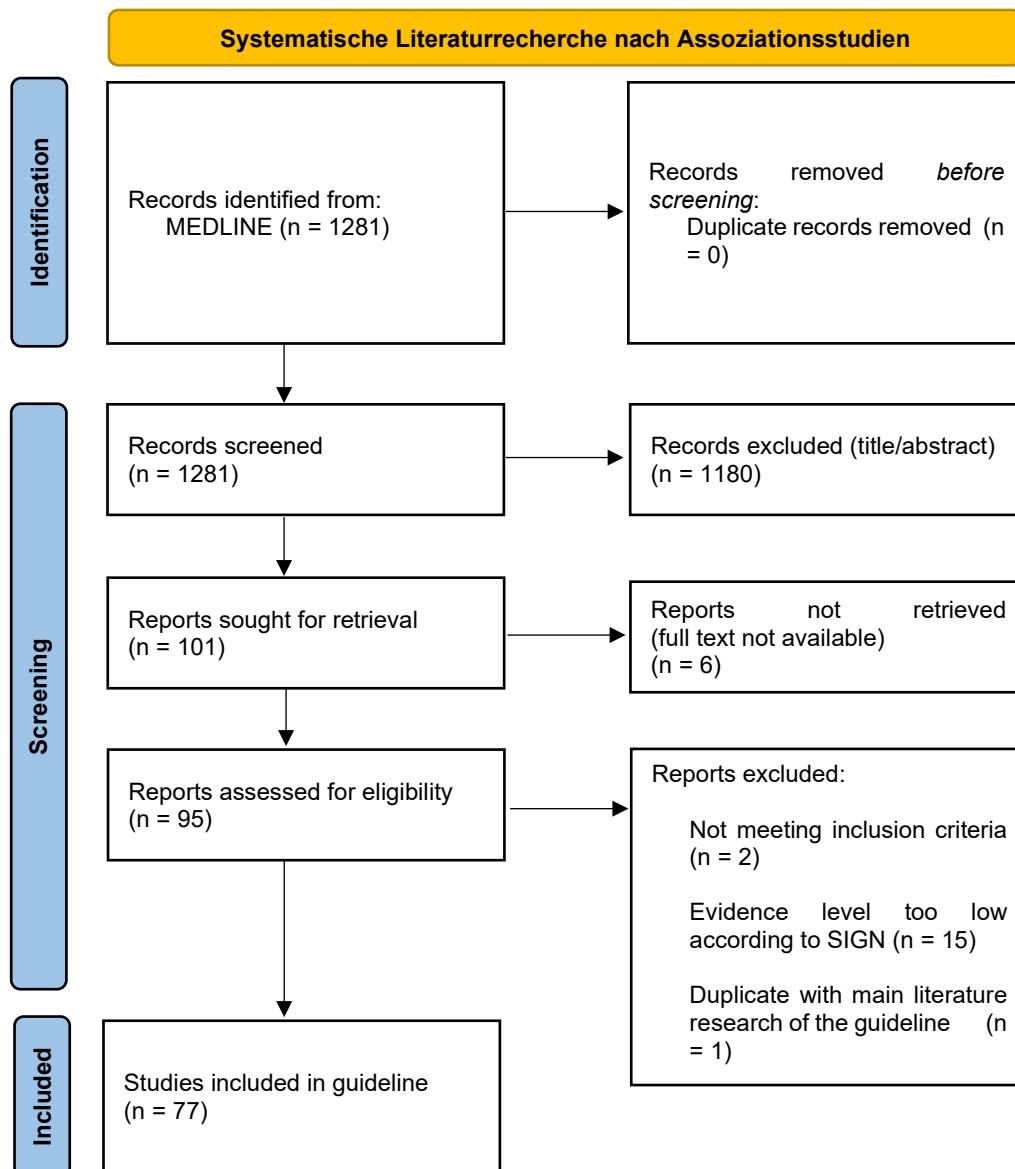 Systematische Literaturrecherche nach Assoziationsstudien
Identification
Records identified from:
MEDLINE (n = 1281)
Records removed before
screening:
Duplicate records removed (n
= 0)
Screening
Records screened
(n = 1281)
Records excluded (title/abstract)
(n = 1180)
Reports sought for retrieval
(n = 101)
Reports not retrieved
(full text not available)
(n = 6)
Reports assessed for eligibility
(n = 95)
Reports excluded:
Not meeting inclusion criteria
(n = 2)
Evidence level too low
according to SIGN (n = 15)
Duplicate with main literature
research of the guideline (n
= 1)
Included
Studies included in guideline
(n = 77)